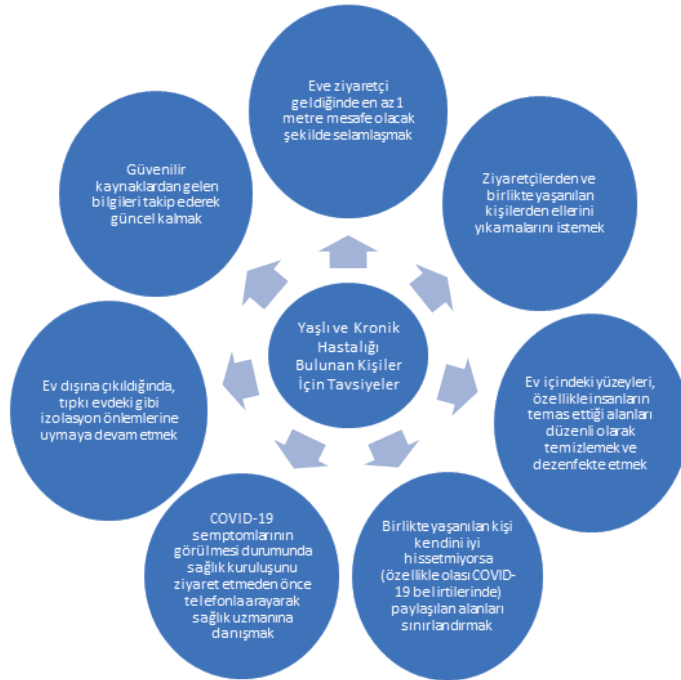 Eve ziyaretçi
geldiğinde en az 1
metre mesafe olacak
şekilde selamlaşmak
Ziyaretçilerden ve
birlikte yaşanılan
kişilerden ellerini
yıkamalarını istemek
Ev içindeki yüzeyleri,
özellikle insanların
temas ettiği alanları
düzenli olarak
temizlemek ve
dezenfekte etmek
Birlikte yaşanılan kişi
kendini iyi
hissetmiyorsa
(özellikle olası COVID-
19 belirtilerinde)
paylaşılan alanları
sınırlandırmak
COVID-19
semptomlarının
görülmesi durumunda
sağlık kuruluşunu
ziyaret etmeden önce
telefonla arayarak
sağlık uzmanına
danışmak
Ev dışına çıkıldığında,
tıpkı evdeki gibi
izolasyon önlemlerine
uymaya devam etmek
Güvenilir
kaynaklardan gelen
bilgileri takip ederek
güncel kalmak
Yaşlı ve Kronik
Hastalığı
Bulunan Kişiler
İçin Tavsiyeler